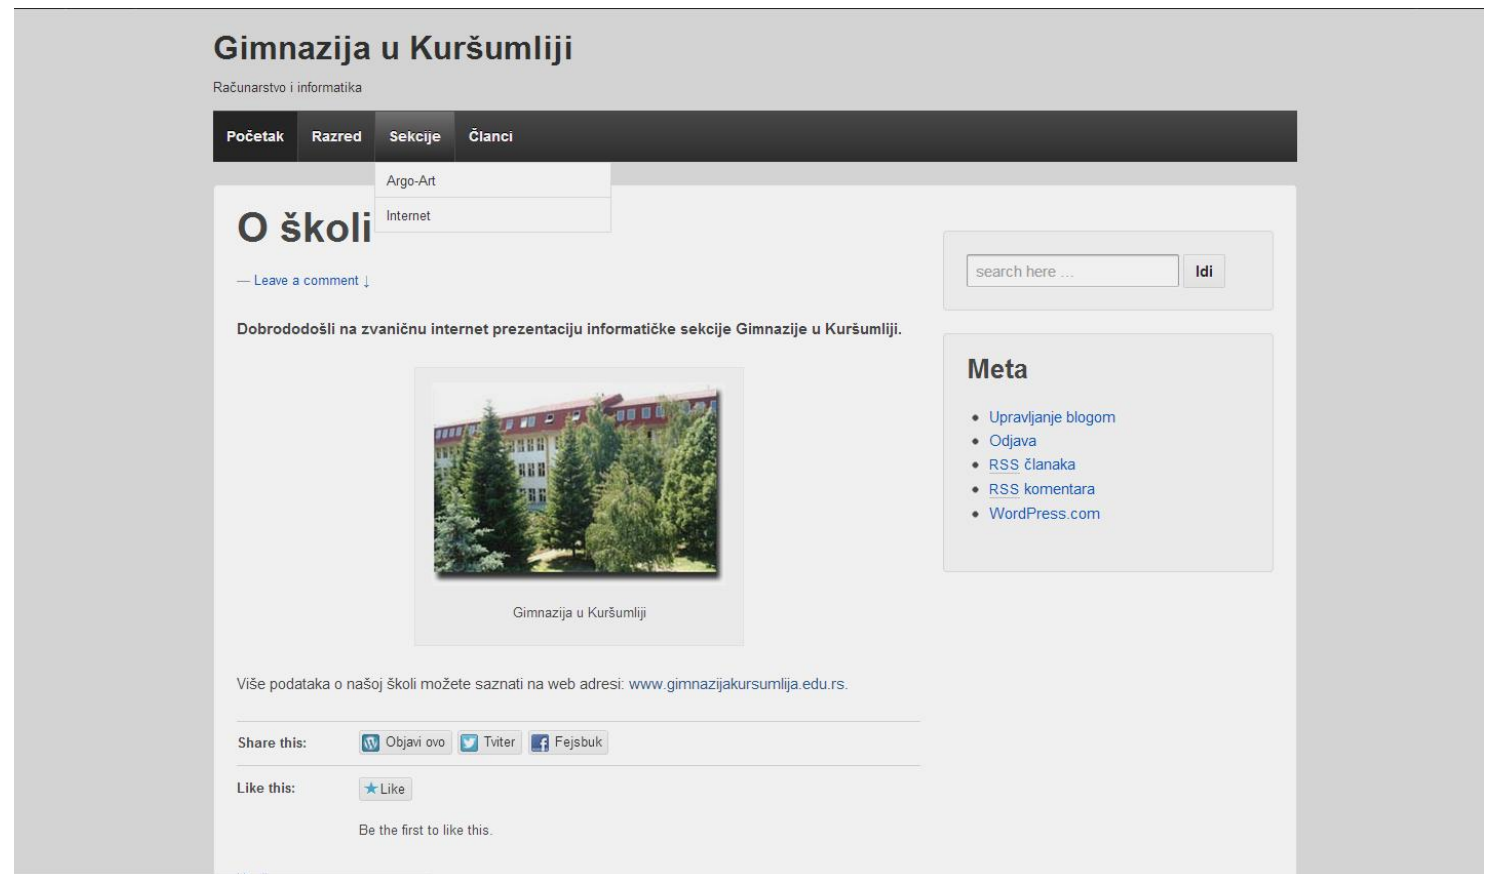 Gimnazija u Kuršumliji
Računarstvo i informatika
Početak Razred Sekcije Članci
Argo-Art
Internet
O školi
— Leave a comment ↓
Dobrododošli na zvaničnu internet prezentaciju informatičke sekcije Gimnazije u Kuršumliji.
Gimnazija u Kuršumliji
Više podataka o našoj školi možete saznati na web adresi: www.gimnazijakursumlija.edu.rs.
Share this: Objavi ovo Tviter Fejsbuk
Like this: Like
Be the first to like this.
search here ... Idi
Meta
Upravljanje blogom
Odjava
RSS članaka
RSS komentara
WordPress.com